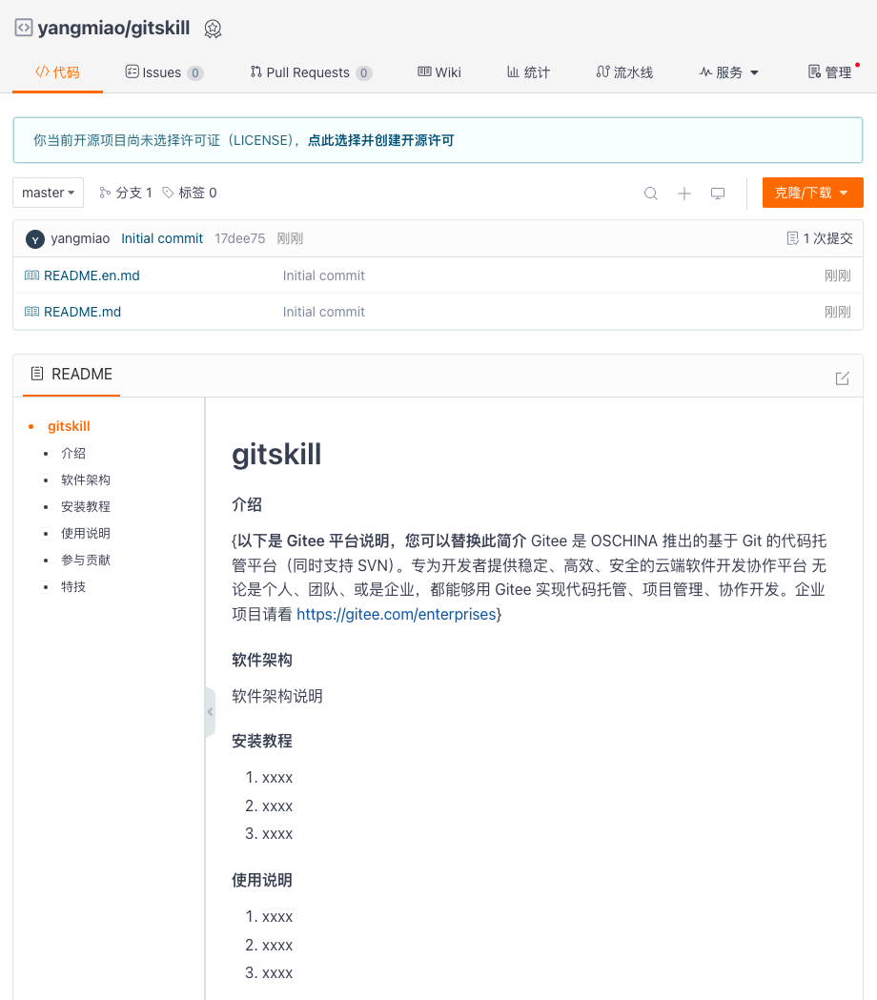 yangmiao/gitskill
代码 Issues 0 Pull Requests 0 Wiki 统计 流水线 服务 管理
你当前开源项目尚未选择许可证（LICENSE），点此选择并创建开源许可
master 分支 1 标签 0 克隆/下载
Y yangmiao Initial commit 17dee75 刚刚 1 次提交
README.en.md Initial commit 刚刚
README.md Initial commit 刚刚
README
gitskill
介绍
软件架构
安装教程
使用说明
参与贡献
特技
gitskill
介绍
{以下是 Gitee 平台说明，您可以替换此简介 Gitee 是 OSCHINA 推出的基于 Git 的代码托
管平台（同时支持 SVN）。专为开发者提供稳定、高效、安全的云端软件开发协作平台 无
论是个人、团队、或是企业，都能够用 Gitee 实现代码托管、项目管理、协作开发。企业
项目请看 https://gitee.com/enterprises}
软件架构
软件架构说明
安装教程
1. xxxx
2. xxxx
3. xxxx
使用说明
1. xxxx
2. xxxx
3. xxxx